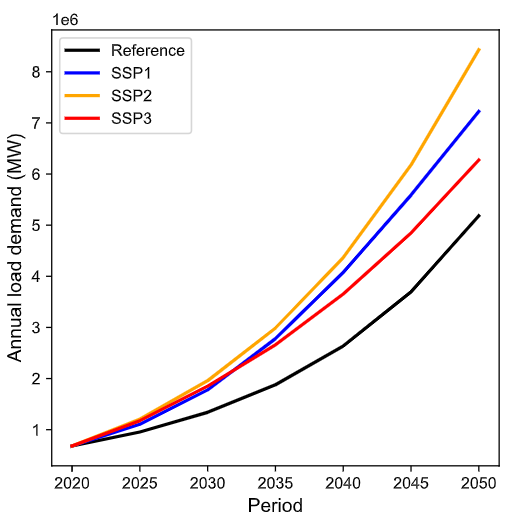 1e6
Reference
SSP1
SSP2
SSP3
8
7
6
5
4
3
2
1
Annual load demand (MW)
2020 2025 2030 2035 2040 2045 2050
Period